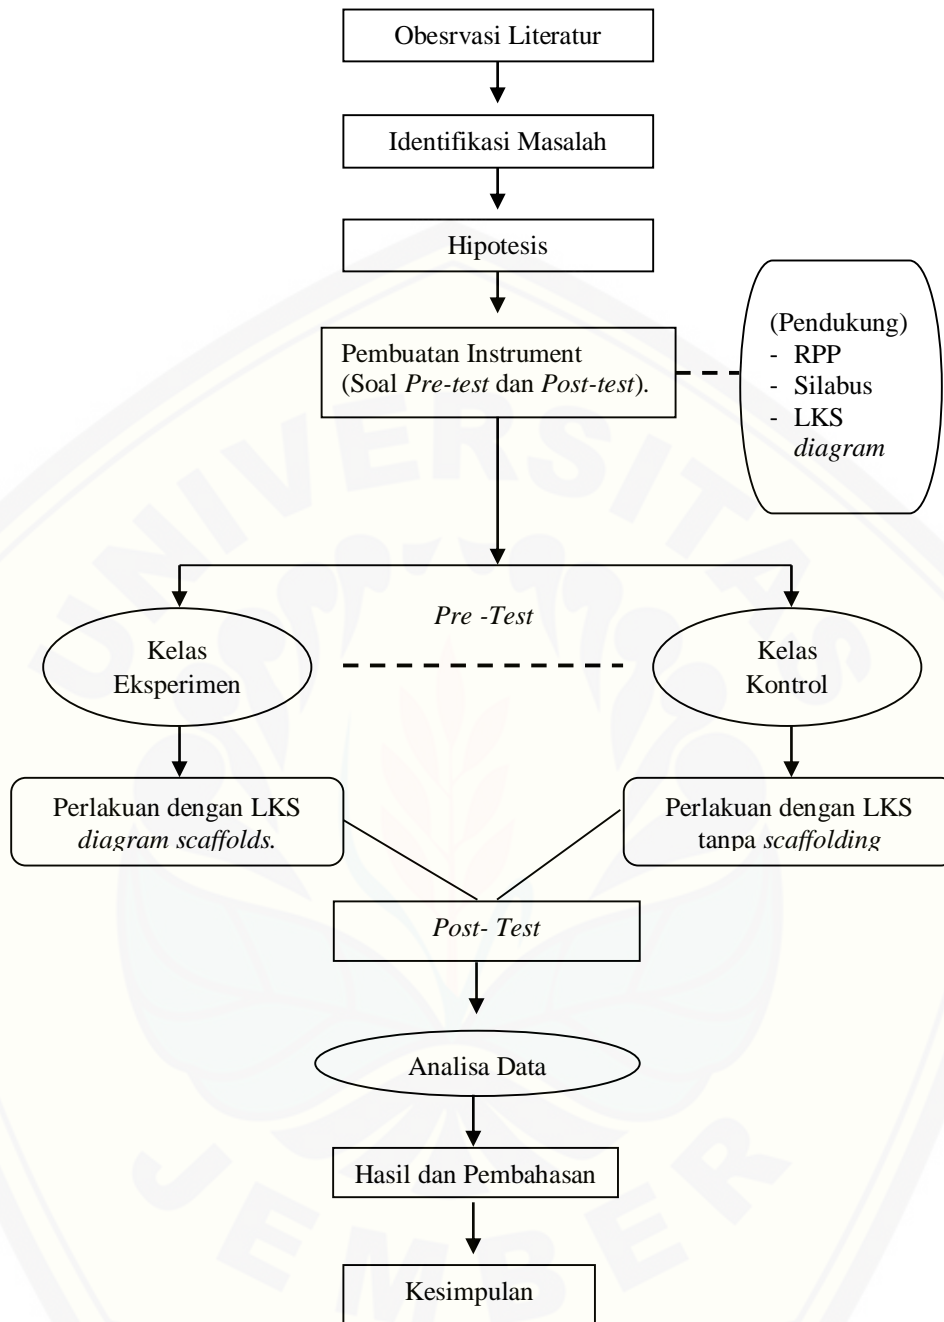 Obesrvasi Literatur
Identifikasi Masalah
Hipotesis
Pembuatan Instrument
(Soal Pre-test dan Post-test).
(Pendukung)
- RPP
- Silabus
- LKS
diagram
Pre -Test
Kelas
Eksperimen
Kelas
Kontrol
Perlakuan dengan LKS
diagram scaffolds.
Perlakuan dengan LKS
tanpa scaffolding
Post- Test
Analisa Data
Hasil dan Pembahasan
Kesimpulan
UNIVERSITAS
JEMBER